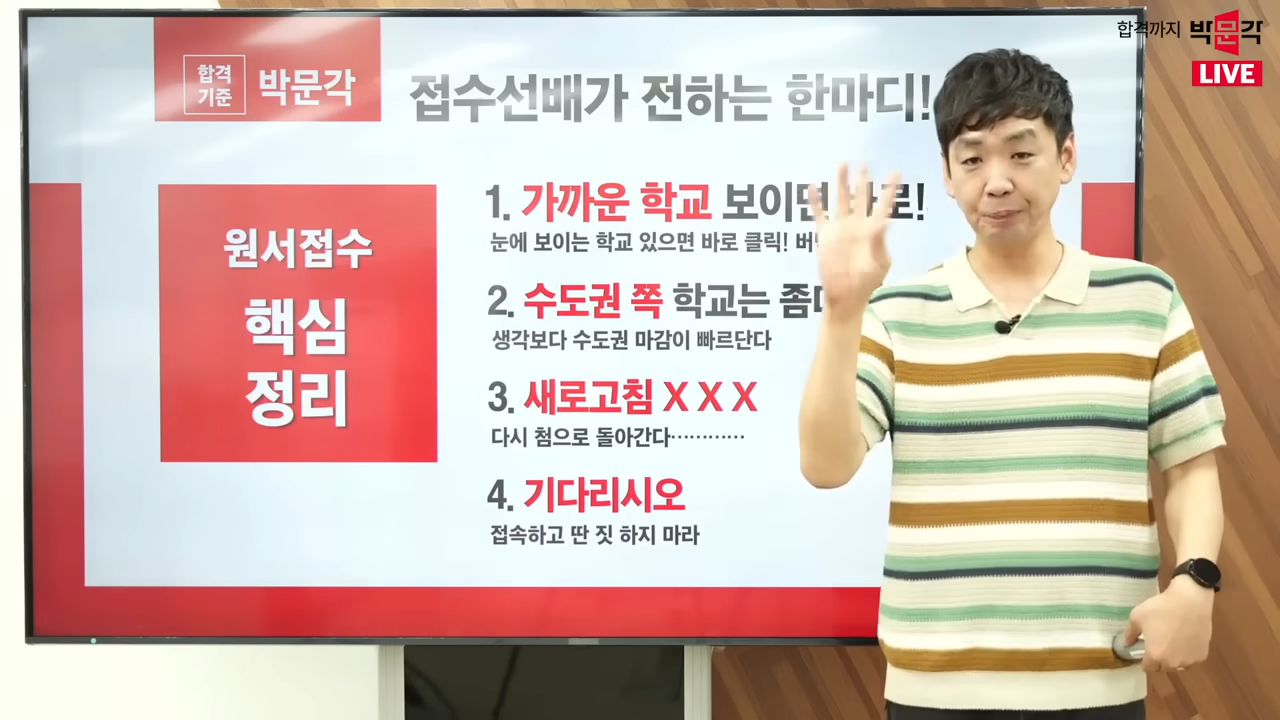 합격까지 박문각
LIVE
합격
기준
박문각
접수선배가 전하는 한마디!
원서접수
핵심
정리
1. 가까운 학교 보이면 바로!
눈에 보이는 학교 있으면 바로 클릭!
2. 수도권 쪽 학교는
생각보다 수도권 마감이 빠르단다
3. 새로고침 X X X
다시 첨으로 돌아간다…………
4. 기다리시오
접속하고 딴 짓 하지 마라